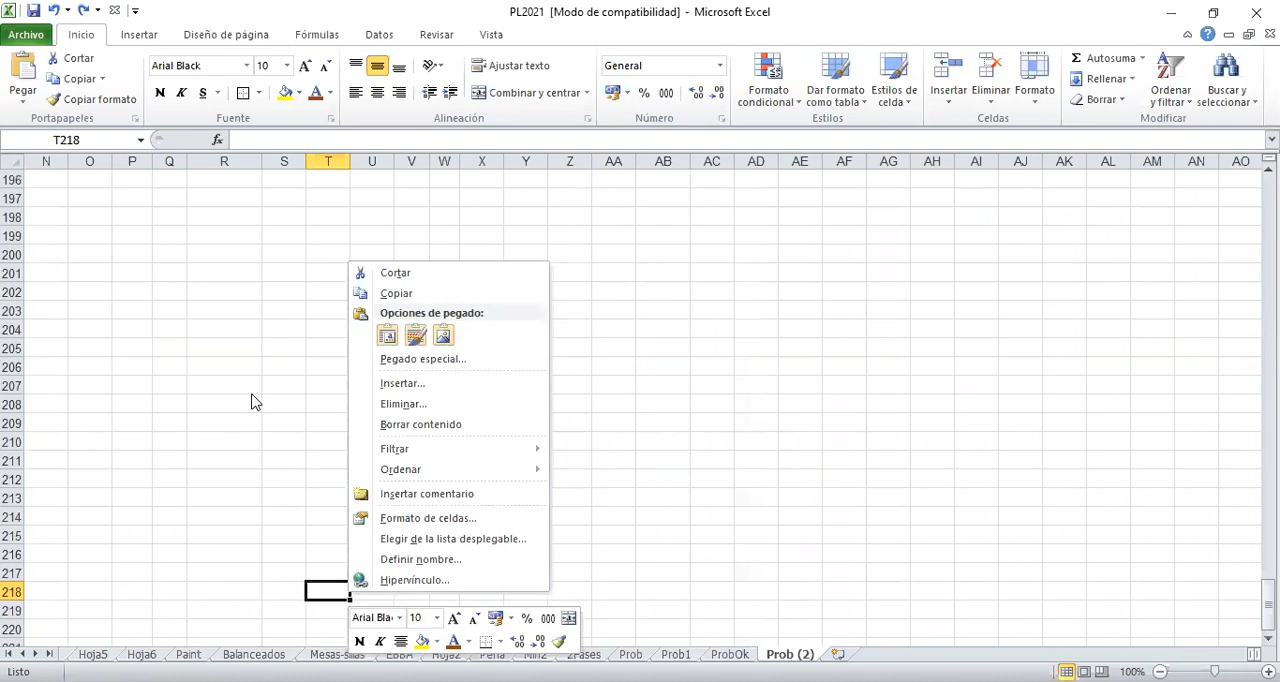 PL2021 [Modo de compatibilidad] - Microsoft Excel
Archivo Inicio Insertar Diseño de página Fórmulas Datos Revisar Vista
Pegar
Cortar
Copiar
Copiar formato
Portapapeles
Arial Black 10
N K S
Fuente
Ajustar texto
Combinar y centrar
Alineación
General
% 000
Número
Formato condicional
Dar formato como tabla
Estilos de celda
Estilos
Insertar Eliminar Formato
Celdas
Σ Autosuma
Rellenar
Borrar
Ordenar y filtrar
Buscar y seleccionar
Modificar
T218 fx
N O P Q R S T U V W X Y Z AA AB AC AD AE AF AG AH AI AJ AK AL AM AN AO
196
197
198
199
200
201
202
203
204
205
206
207
208
209
210
211
212
213
214
215
216
217
218
219
220
Cortar
Copiar
Opciones de pegado:
Pegado especial...
Insertar...
Eliminar...
Borrar contenido
Filtrar
Ordenar
Insertar comentario
Formato de celdas...
Elegir de la lista desplegable...
Definir nombre...
Hipervínculo...
Arial Bla 10 % 000
N K
Hoja5 Hoja6 Paint Balanceados Mesas-sillas Prob Prob1 ProbOk Prob (2)
Listo 100%